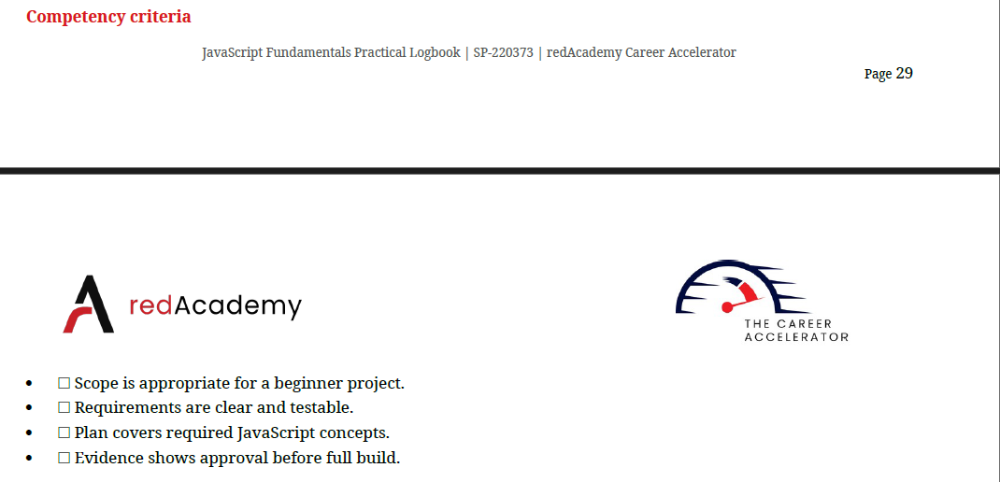 Competency criteria
JavaScript Fundamentals Practical Logbook | SP-220373 | redAcademy Career Accelerator
Page 29
redAcademy
THE CAREER
ACCELERATOR
• ☐ Scope is appropriate for a beginner project.
• ☐ Requirements are clear and testable.
• ☐ Plan covers required JavaScript concepts.
• ☐ Evidence shows approval before full build.